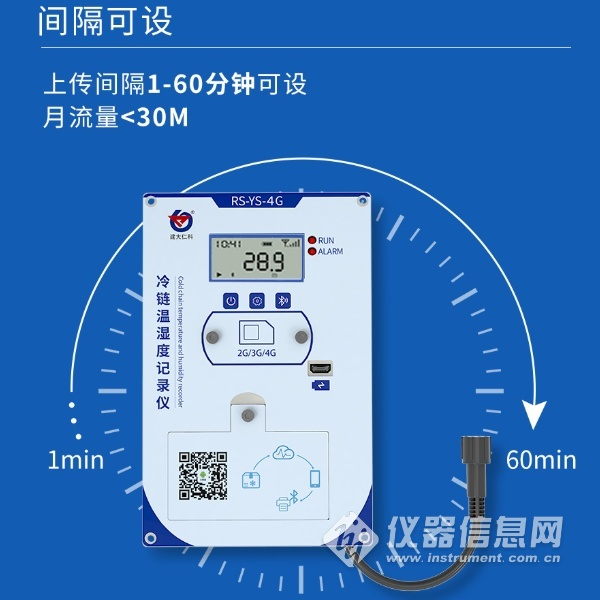 间隔可设
上传间隔1-60分钟可设
月流量<30M
RS-YS-4G
建大仁科
10:41
28.9
RUN
ALARM
冷链温湿度记录仪
Cold chain temperature and humidity recorder
2G/3G/4G
1min
60min
仪器信息网
www.instrument.com.cn